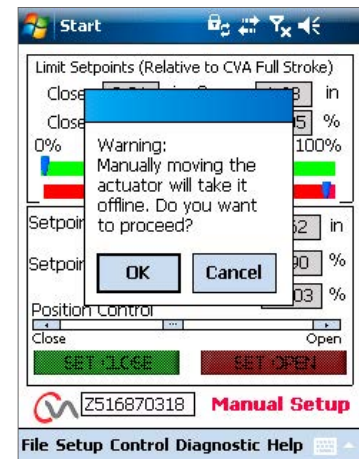 Start
Limit Setpoints (Relative to CVA Full Stroke)
Close in
Close %
0% 100%
Warning:
Manually moving the
actuator will take it
offline. Do you want
to proceed?
OK Cancel
in
%
%
Position Control
Close Open
SET CLOSE SET OPEN
Z516870318 Manual Setup
File Setup Control Diagnostic Help